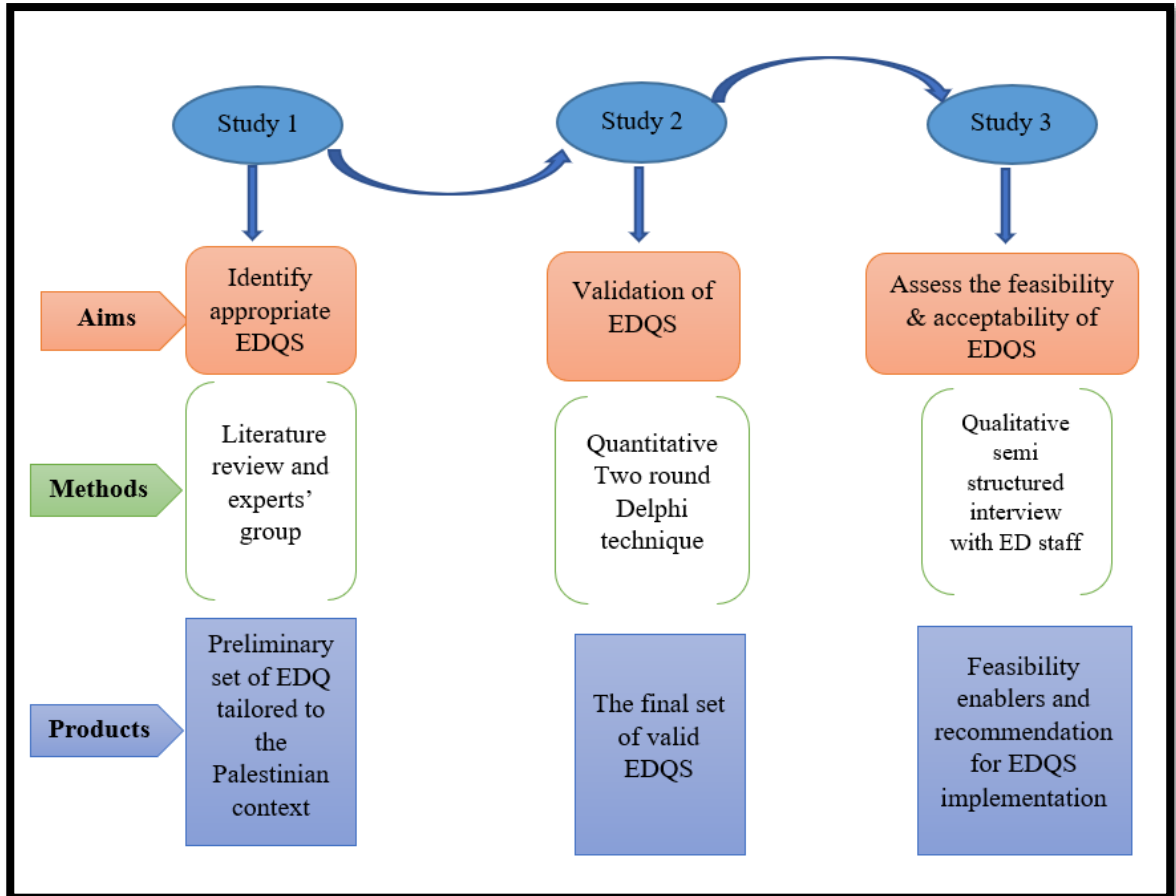 Study 1
Study 2
Study 3
Aims
Identify
appropriate
EDQS
Validation of
EDQS
Assess the feasibility
& acceptability of
EDQS
Methods
Literature
review and
experts’
group
Quantitative
Two round
Delphi
technique
Qualitative
semi
structured
interview
with ED staff
Products
Preliminary
set of EDQ
tailored to
the
Palestinian
context
The final set
of valid
EDQS
Feasibility
enablers and
recommendation
for EDQS
implementation